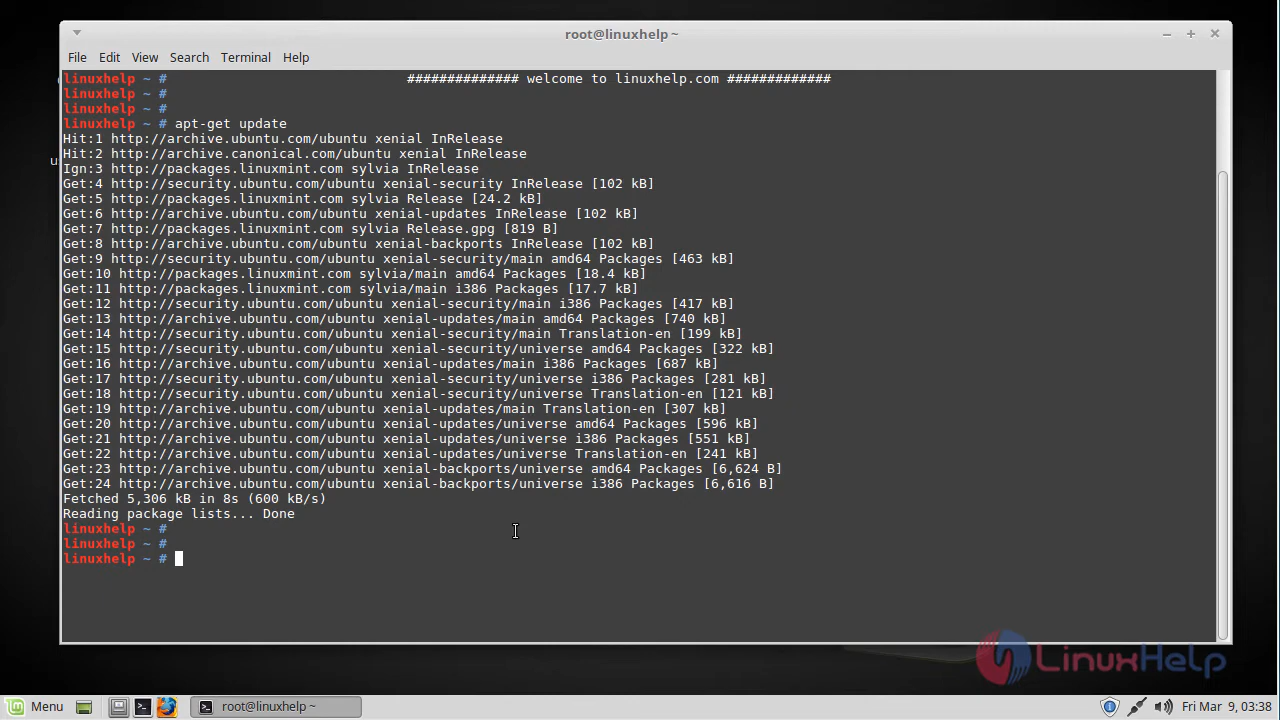 root@linuxhelp ~
File Edit View Search Terminal Help
linuxhelp ~ # ############## welcome to linuxhelp.com #############
linuxhelp ~ #
linuxhelp ~ #
linuxhelp ~ # apt-get update
Hit:1 http://archive.ubuntu.com/ubuntu xenial InRelease
Hit:2 http://archive.canonical.com/ubuntu xenial InRelease
Ign:3 http://packages.linuxmint.com sylvia InRelease
Get:4 http://security.ubuntu.com/ubuntu xenial-security InRelease [102 kB]
Get:5 http://packages.linuxmint.com sylvia Release [24.2 kB]
Get:6 http://archive.ubuntu.com/ubuntu xenial-updates InRelease [102 kB]
Get:7 http://packages.linuxmint.com sylvia Release.gpg [819 B]
Get:8 http://archive.ubuntu.com/ubuntu xenial-backports InRelease [102 kB]
Get:9 http://security.ubuntu.com/ubuntu xenial-security/main amd64 Packages [463 kB]
Get:10 http://packages.linuxmint.com sylvia/main amd64 Packages [18.4 kB]
Get:11 http://packages.linuxmint.com sylvia/main i386 Packages [17.7 kB]
Get:12 http://security.ubuntu.com/ubuntu xenial-security/main i386 Packages [417 kB]
Get:13 http://archive.ubuntu.com/ubuntu xenial-updates/main amd64 Packages [740 kB]
Get:14 http://security.ubuntu.com/ubuntu xenial-security/main Translation-en [199 kB]
Get:15 http://security.ubuntu.com/ubuntu xenial-security/universe amd64 Packages [322 kB]
Get:16 http://archive.ubuntu.com/ubuntu xenial-updates/main i386 Packages [687 kB]
Get:17 http://security.ubuntu.com/ubuntu xenial-security/universe i386 Packages [281 kB]
Get:18 http://security.ubuntu.com/ubuntu xenial-security/universe Translation-en [121 kB]
Get:19 http://archive.ubuntu.com/ubuntu xenial-updates/main Translation-en [307 kB]
Get:20 http://archive.ubuntu.com/ubuntu xenial-updates/universe amd64 Packages [596 kB]
Get:21 http://archive.ubuntu.com/ubuntu xenial-updates/universe i386 Packages [551 kB]
Get:22 http://archive.ubuntu.com/ubuntu xenial-updates/universe Translation-en [241 kB]
Get:23 http://archive.ubuntu.com/ubuntu xenial-backports/universe amd64 Packages [6,624 B]
Get:24 http://archive.ubuntu.com/ubuntu xenial-backports/universe i386 Packages [6,616 B]
Fetched 5,306 kB in 8s (600 kB/s)
Reading package lists... Done
linuxhelp ~ #
linuxhelp ~ #
linuxhelp ~ #
LinuxHelp
Menu root@linuxhelp ~ Fri Mar 9, 03:38